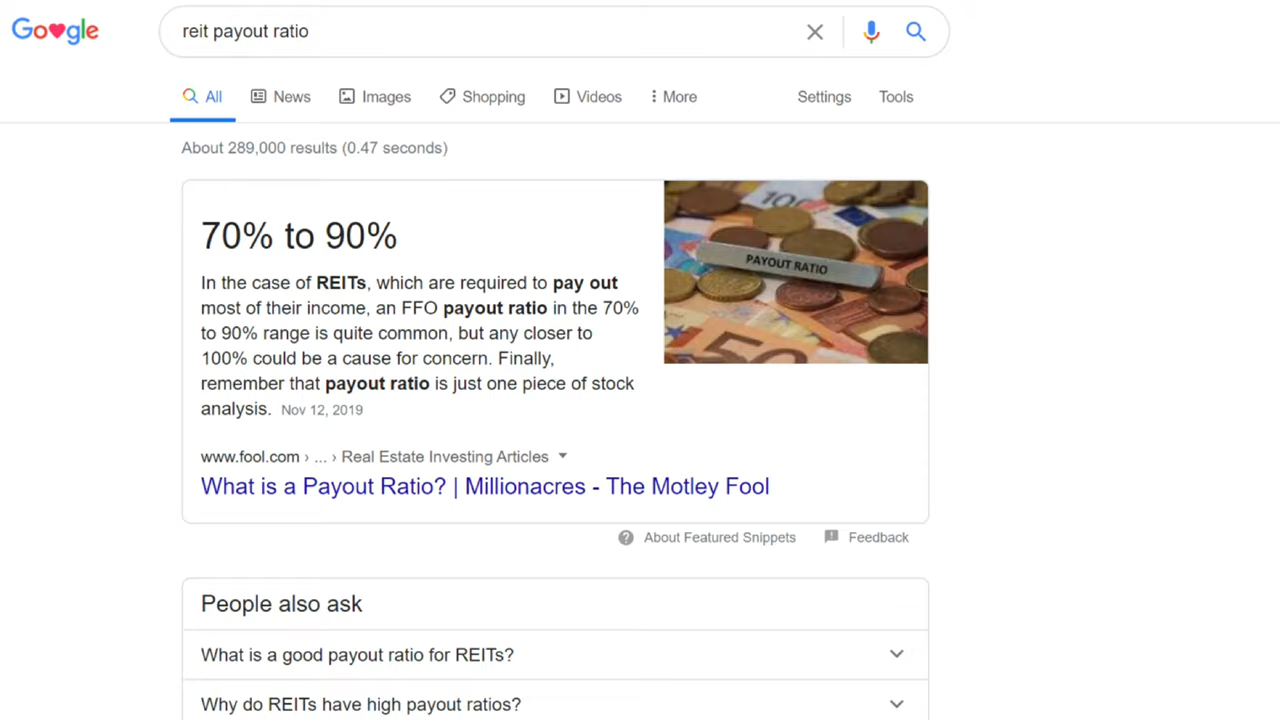 Google
reit payout ratio
All
News
Images
Shopping
Videos
More
Settings
Tools
About 289,000 results (0.47 seconds)
70% to 90%
In the case of REITs, which are required to pay out
most of their income, an FFO payout ratio in the 70%
to 90% range is quite common, but any closer to
100% could be a cause for concern. Finally,
remember that payout ratio is just one piece of stock
analysis. Nov 12, 2019
100
PAYOUT RATIO
50
www.fool.com › ... › Real Estate Investing Articles
What is a Payout Ratio? | Millionacres - The Motley Fool
About Featured Snippets
Feedback
People also ask
What is a good payout ratio for REITs?
Why do REITs have high payout ratios?